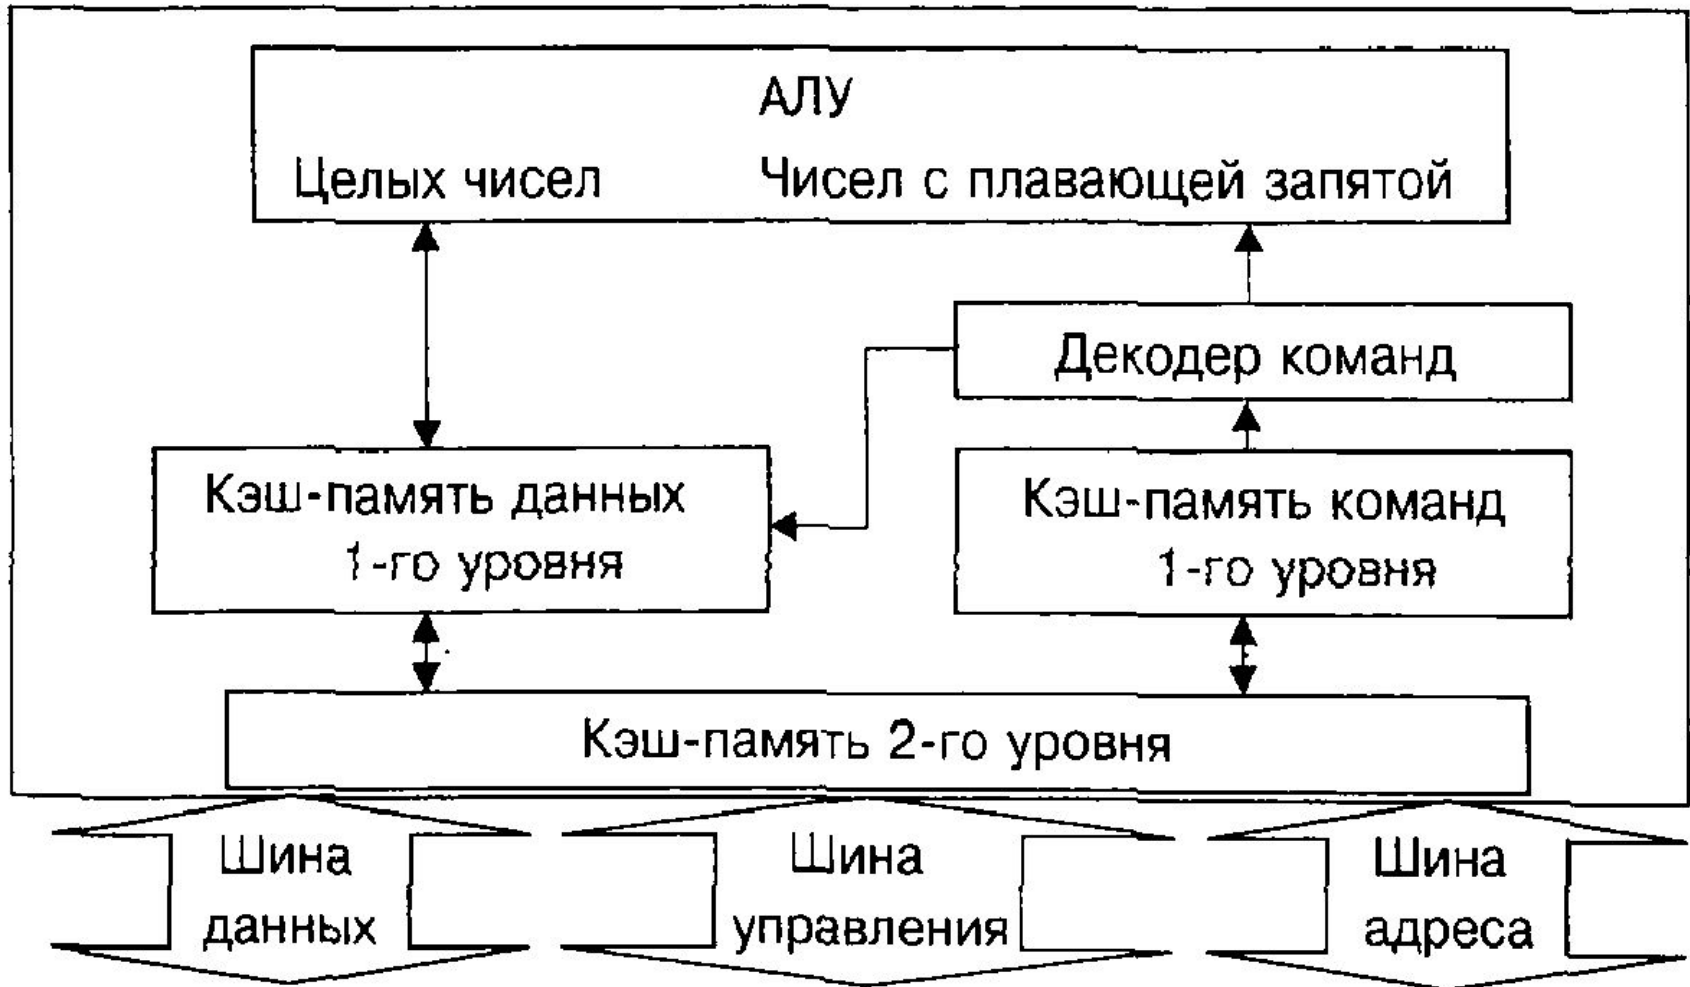 АЛУ
Целых чисел Чисел с плавающей запятой
Декодер команд
Кэш-память данных
1-го уровня
Кэш-память команд
1-го уровня
Кэш-память 2-го уровня
Шина
данных
Шина
управления
Шина
адреса